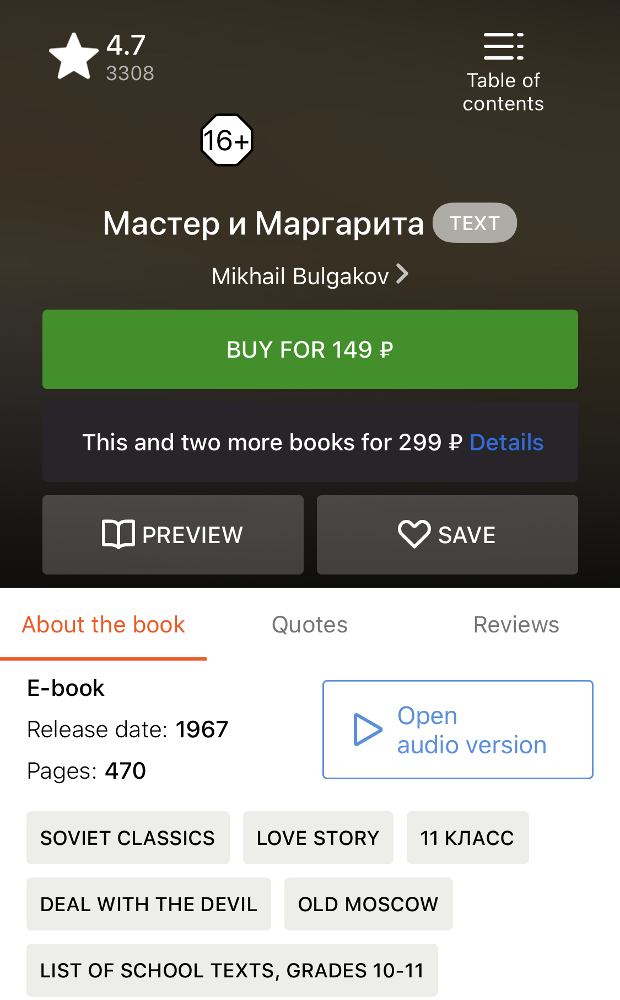 4.7
3308
Table of
contents
16+
Мастер и Маргарита TEXT
Mikhail Bulgakov
BUY FOR 149 ₽
This and two more books for 299 ₽ Details
PREVIEW
SAVE
About the book
Quotes
Reviews
E-book
Release date: 1967
Pages: 470
Open
audio version
SOVIET CLASSICS
LOVE STORY
11 КЛАСС
DEAL WITH THE DEVIL
OLD MOSCOW
LIST OF SCHOOL TEXTS, GRADES 10-11